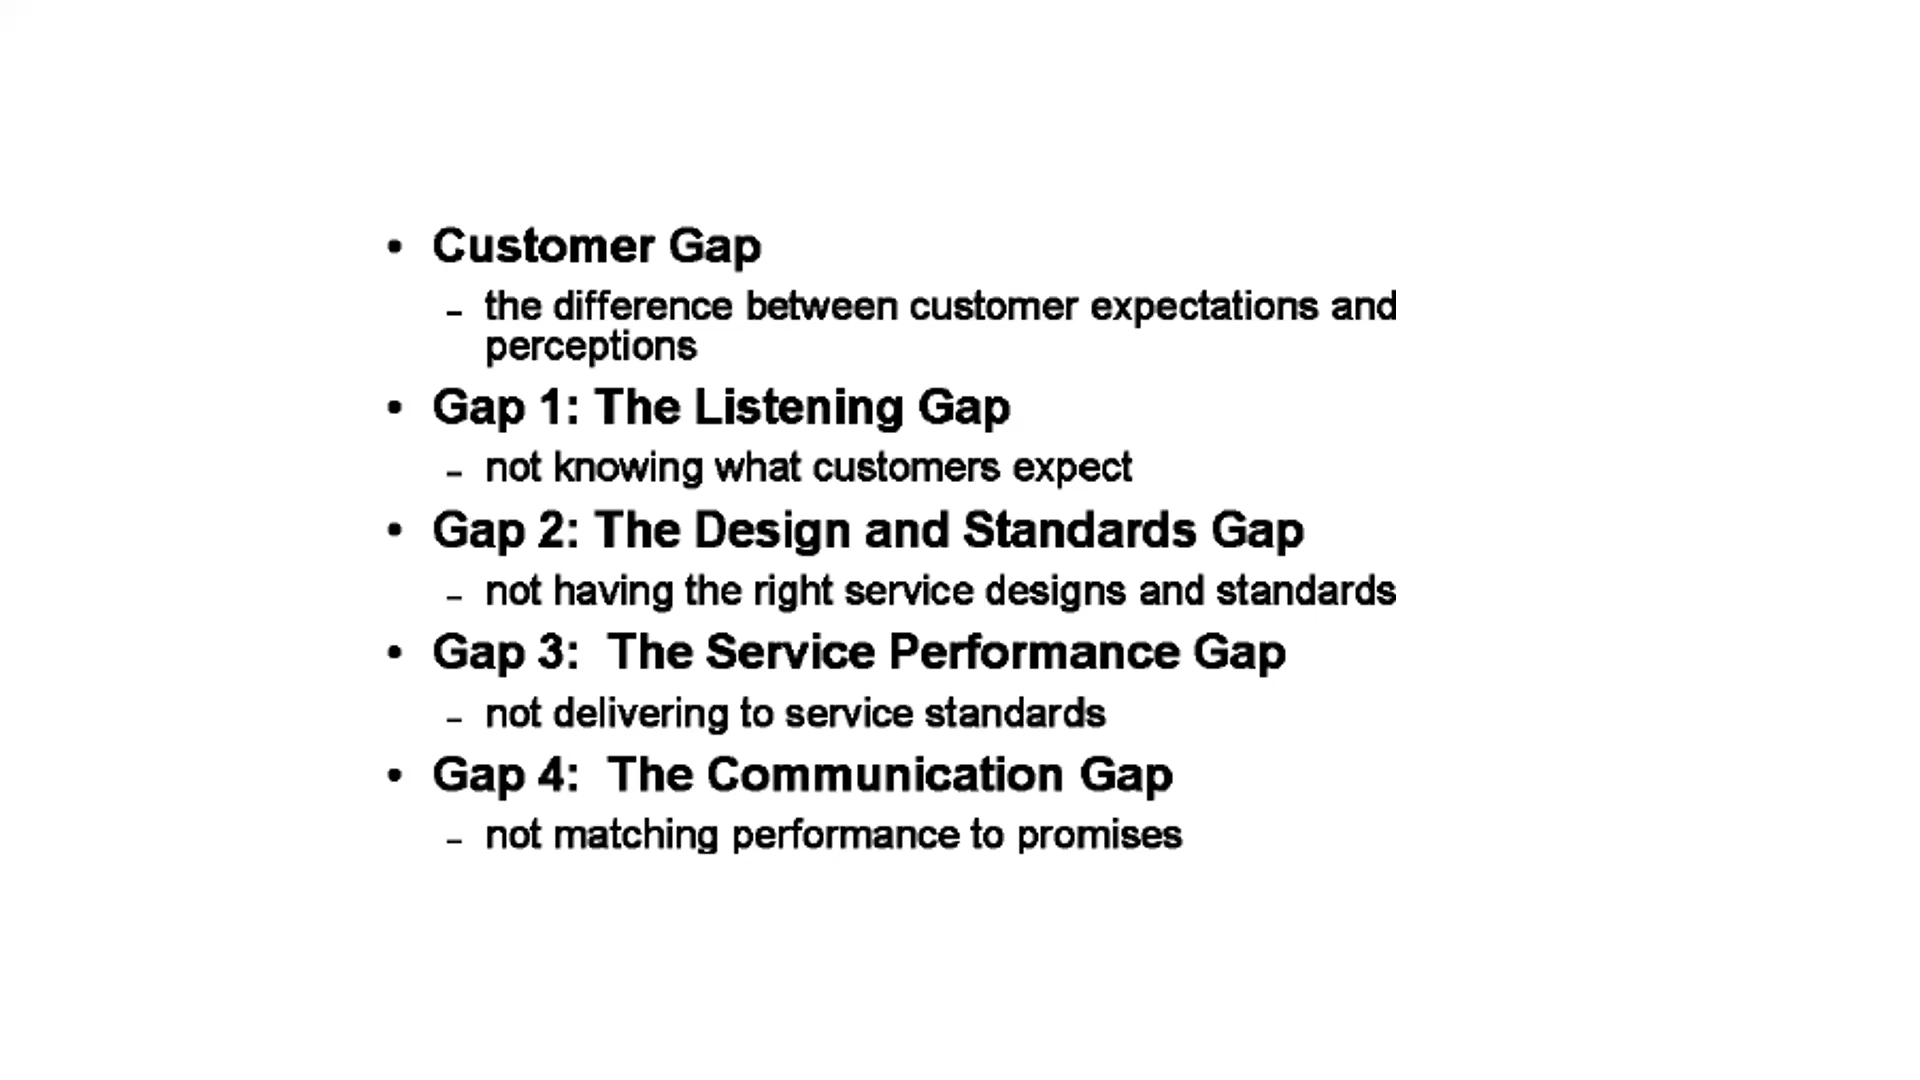 • Customer Gap
– the difference between customer expectations and
perceptions
• Gap 1: The Listening Gap
– not knowing what customers expect
• Gap 2: The Design and Standards Gap
– not having the right service designs and standards
• Gap 3:  The Service Performance Gap
– not delivering to service standards
• Gap 4:  The Communication Gap
– not matching performance to promises